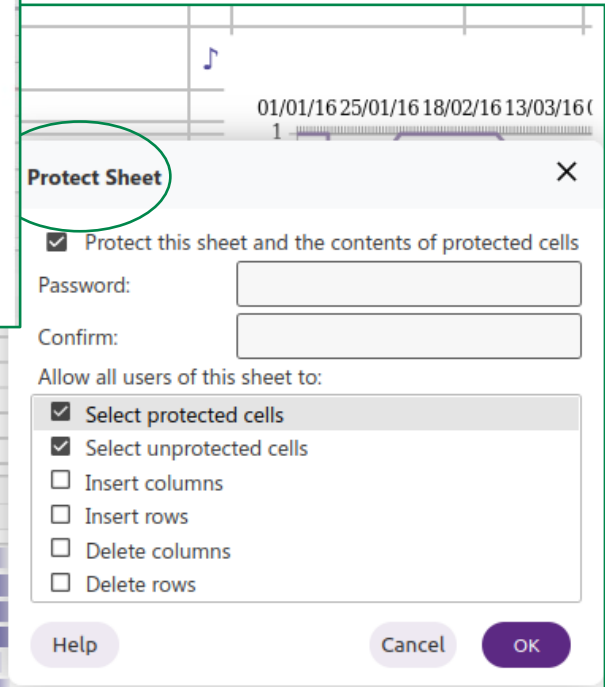 01/01/16 25/01/16 18/02/16 13/03/16
1
Protect Sheet
Protect this sheet and the contents of protected cells
Password:
Confirm:
Allow all users of this sheet to:
Select protected cells
Select unprotected cells
Insert columns
Insert rows
Delete columns
Delete rows
Help Cancel OK